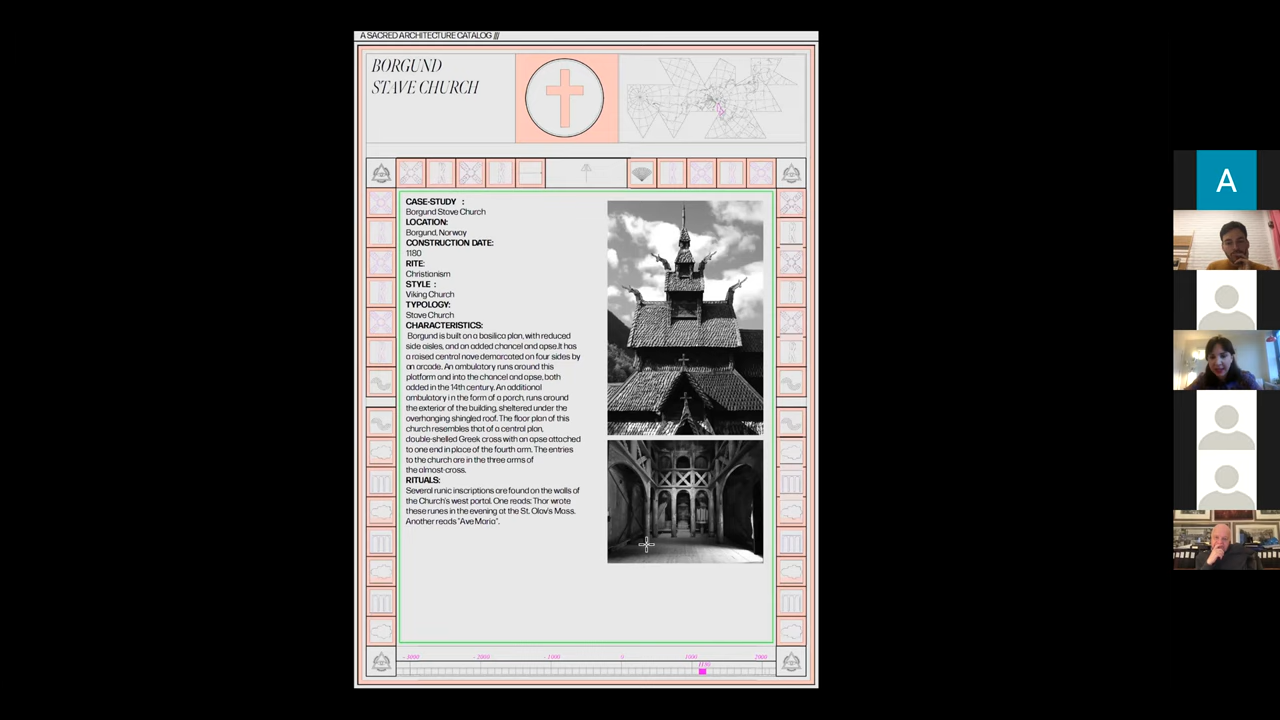 A SACRED ARCHITECTURE CATALOG ///
BORGUND
STAVE CHURCH
CASE-STUDY :
Borgund Stave Church
LOCATION:
Borgund, Norway
CONSTRUCTION DATE:
1180
RITE:
Christionism
STYLE :
Viking Church
TYPOLOGY:
Stave Church
CHARACTERISTICS:
Borgund is built on a basilica plan, with reduced
side aisles, and an added chancel and apse.It has
a raised central nave demarcated on four sides by
an arcade. An ambulatory runs around this
platform and into the chancel and apse, both
added in the 14th century. An additional
ambulatory in the form of a porch, runs around
the exterior of the building, sheltered under the
overhanging shingled roof. The floor plan of this
church resembles that of a central plan,
double-shelled Greek cross with an apse attached
to one end in place of the fourth arm. The entries
to the church are in the three arms of
the almost-cross.
RITUALS:
Several runic inscriptions are found on the walls of
the Church's west portal. One reads: Thor wrote
these runes in the evening at the St. Olav's Mass.
Another reads "Ave Maria".
-3000 -2000 -1000 0 1000 2000
1180
A